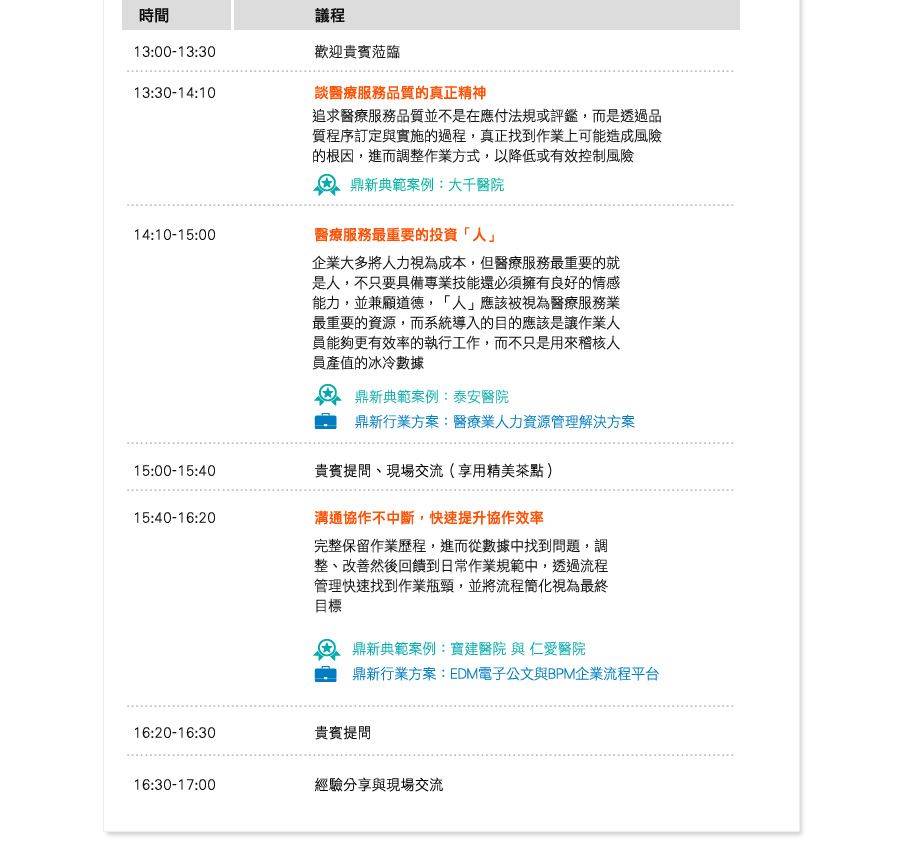 時間 議程
13:00-13:30 歡迎貴賓蒞臨
13:30-14:10 談醫療服務品質的真正精神
追求醫療服務品質並不是在應付法規或評鑑，而是透過品
質程序訂定與實施的過程，真正找到作業上可能造成風險
的根因，進而調整作業方式，以降低或有效控制風險
鼎新典範案例：大千醫院
14:10-15:00 醫療服務最重要的投資「人」
企業大多將人力視為成本，但醫療服務最重要的就
是人，不只要具備專業技能還必須擁有良好的情感
能力，並兼顧道德，「人」應該被視為醫療服務業
最重要的資源，而系統導入的目的應該是讓作業人
員能夠更有效率的執行工作，而不只是用來稽核人
員產值的冰冷數據
鼎新典範案例：泰安醫院
鼎新行業方案：醫療業人力資源管理解決方案
15:00-15:40 貴賓提問、現場交流（享用精美茶點）
15:40-16:20 溝通協作不中斷，快速提升協作效率
完整保留作業歷程，進而從數據中找到問題，調
整、改善然後回饋到日常作業規範中，透過流程
管理快速找到作業瓶頸，並將流程簡化視為最終
目標
鼎新典範案例：寶建醫院 與 仁愛醫院
鼎新行業方案：EDM電子公文與BPM企業流程平台
16:20-16:30 貴賓提問
16:30-17:00 經驗分享與現場交流